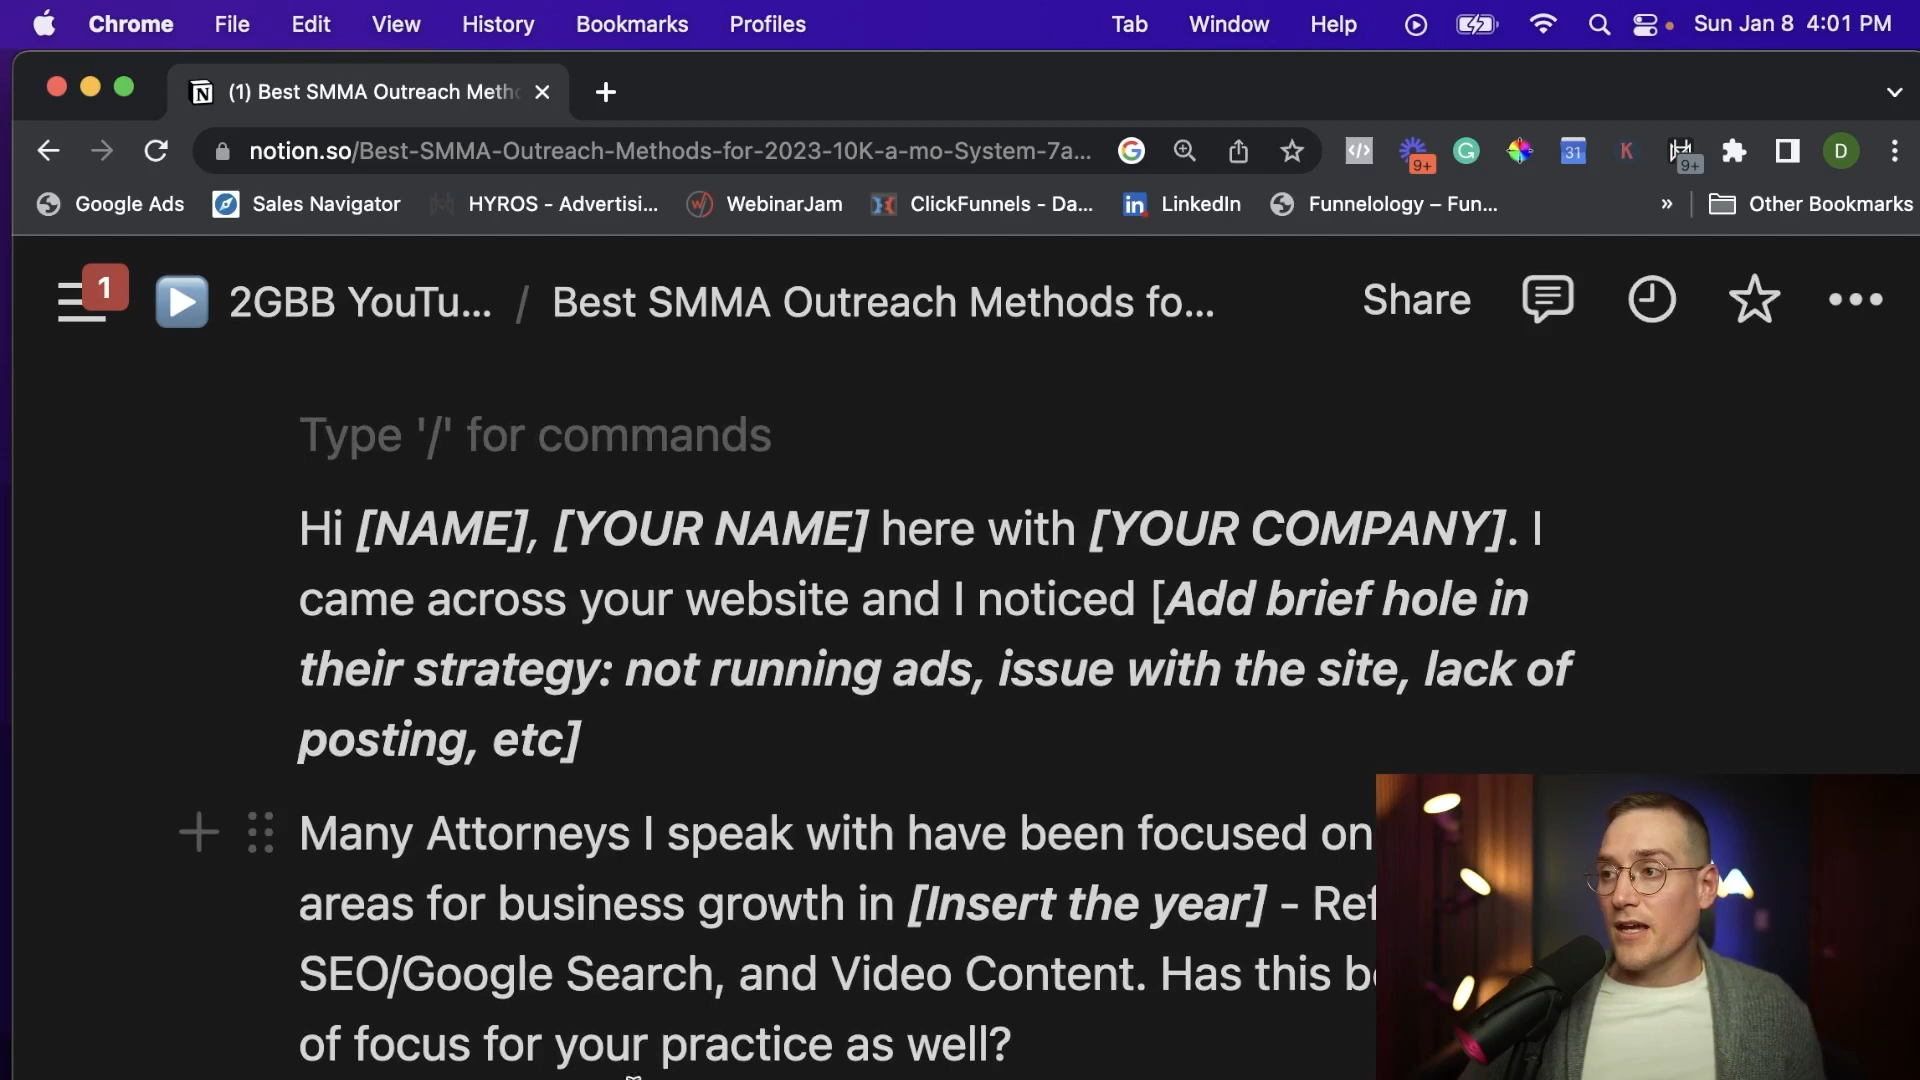 Chrome File Edit View History Bookmarks Profiles Tab Window Help Sun Jan 8 4:01 PM
(1) Best SMMA Outreach Meth
notion.so/Best-SMMA-Outreach-Methods-for-2023-10K-a-mo-System-7a... 9+ 31 K 9+ D
Google Ads Sales Navigator HYROS - Advertisi... WebinarJam ClickFunnels - Da... LinkedIn Funnelology – Fun... » Other Bookmarks
1 2GBB YouTu... / Best SMMA Outreach Methods fo... Share
Type '/' for commands
Hi [NAME], [YOUR NAME] here with [YOUR COMPANY]. I
came across your website and I noticed [Add brief hole in
their strategy: not running ads, issue with the site, lack of
posting, etc]
Many Attorneys I speak with have been focused on
areas for business growth in [Insert the year] -
SEO/Google Search, and Video Content. Has this
of focus for your practice as well?